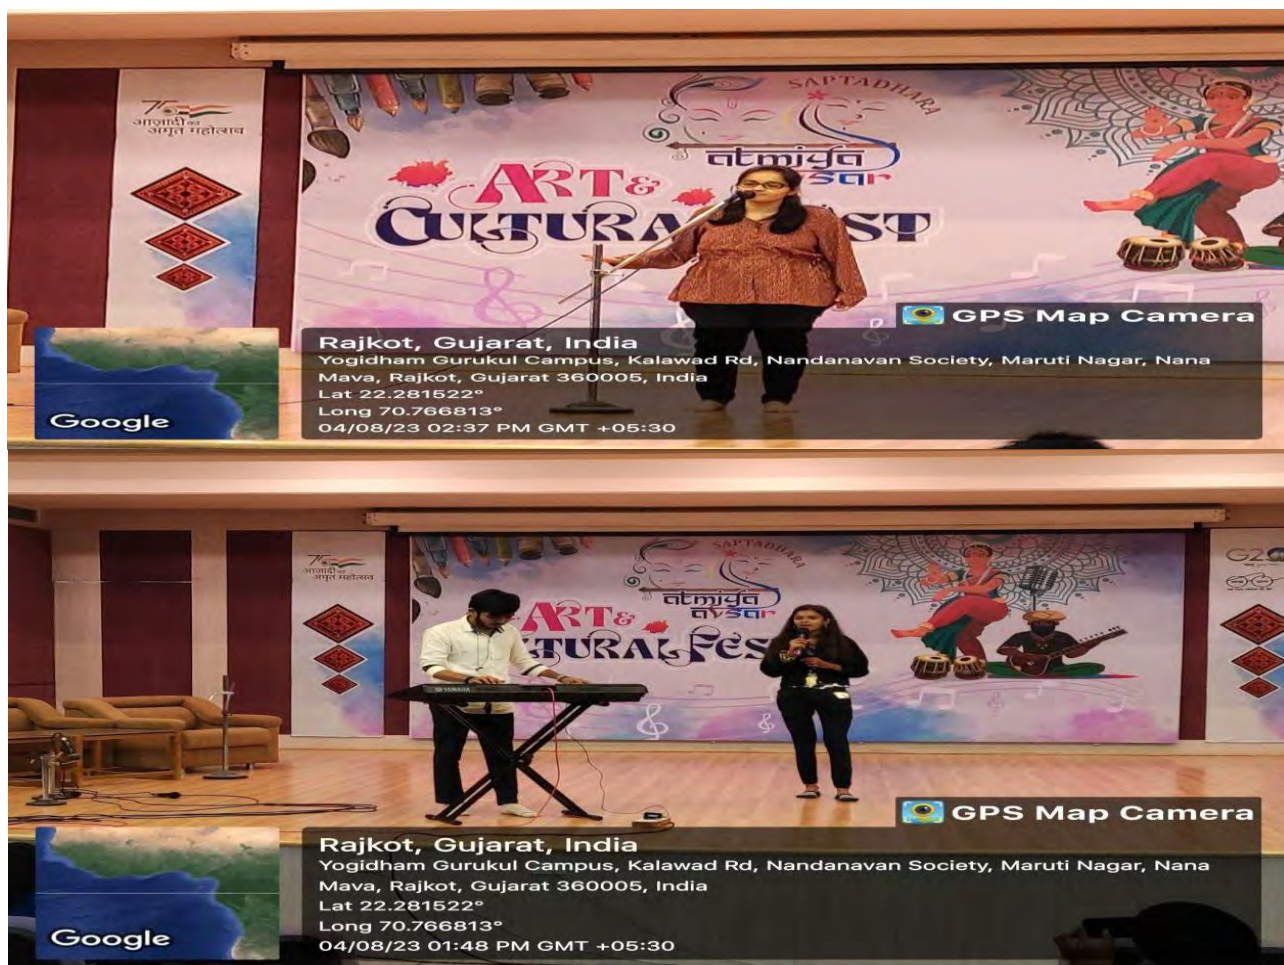 SAPTADHARA
75
आज़ादी का
अमृत महोत्सव
atmiya
sar
ART &
CULTURA ST
GPS Map Camera
Rajkot, Gujarat, India
Yogidham Gurukul Campus, Kalawad Rd, Nandanavan Society, Maruti Nagar, Nana
Mava, Rajkot, Gujarat 360005, India
Lat 22.281522°
Long 70.766813°
04/08/23 02:37 PM GMT +05:30
Google
SAPTADHARA
75
आज़ादी का
अमृत महोत्सव
G20
atmiya
avsar
ART &
TURAL FES
YAMAHA
GPS Map Camera
Rajkot, Gujarat, India
Yogidham Gurukul Campus, Kalawad Rd, Nandanavan Society, Maruti Nagar, Nana
Mava, Rajkot, Gujarat 360005, India
Lat 22.281522°
Long 70.766813°
04/08/23 01:48 PM GMT +05:30
Google